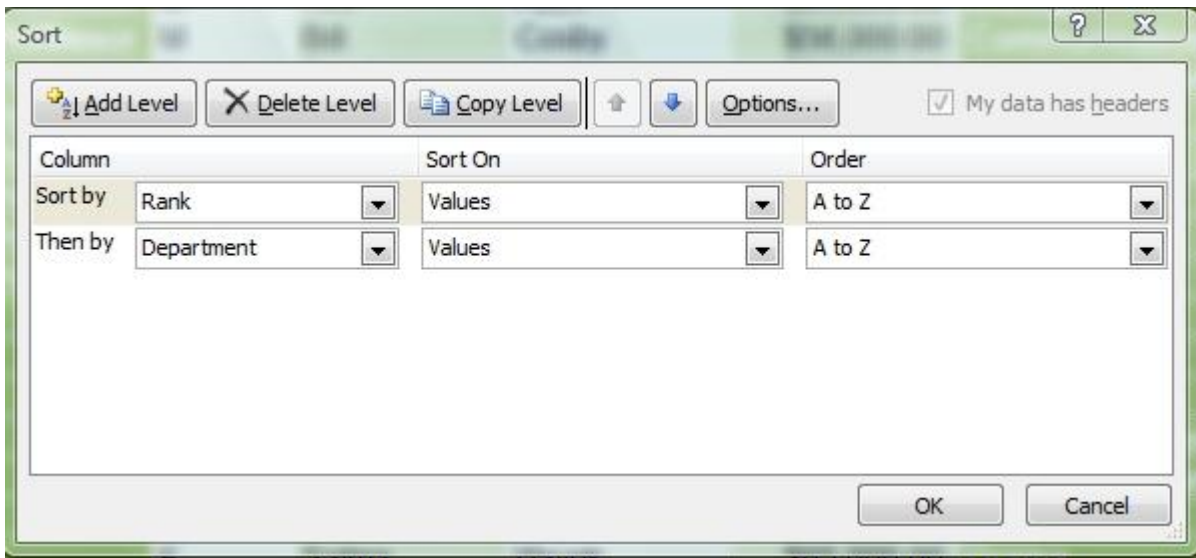 Sort
Add Level Delete Level Copy Level Options... My data has headers
Column Sort On Order
Sort by Rank Values A to Z
Then by Department Values A to Z
OK Cancel